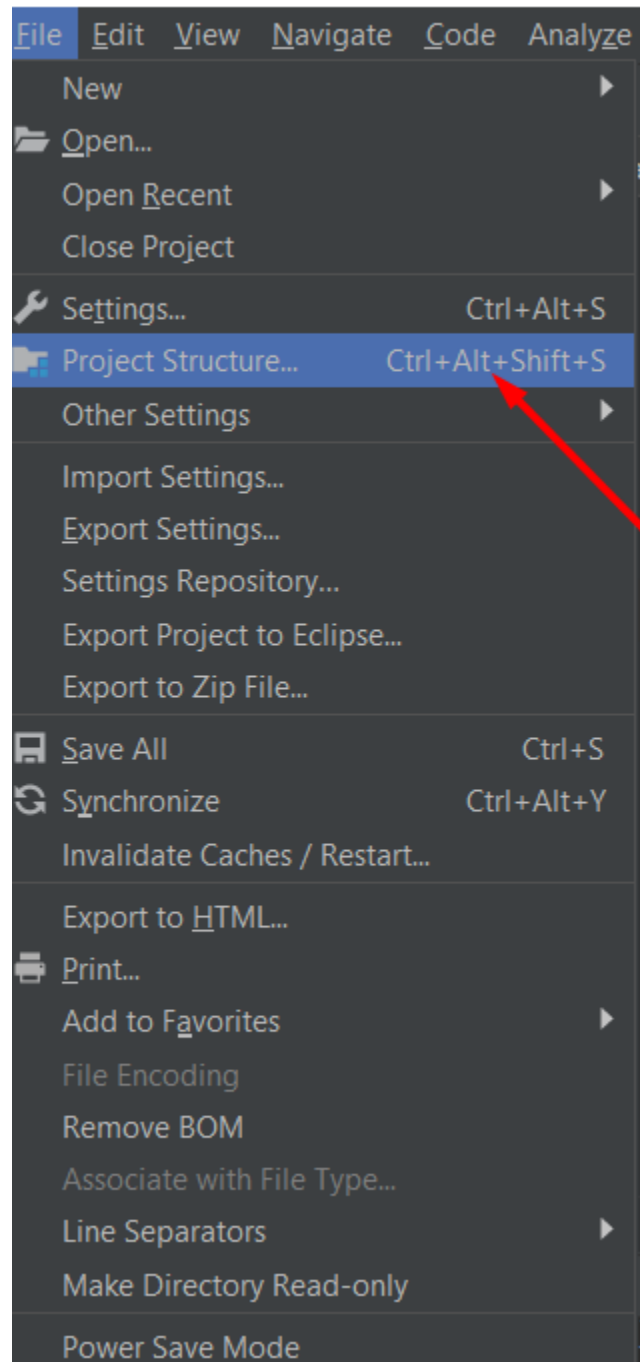 File Edit View Navigate Code Analyze
New
Open...
Open Recent
Close Project
Settings... Ctrl+Alt+S
Project Structure... Ctrl+Alt+Shift+S
Other Settings
Import Settings...
Export Settings...
Settings Repository...
Export Project to Eclipse...
Export to Zip File...
Save All Ctrl+S
Synchronize Ctrl+Alt+Y
Invalidate Caches / Restart...
Export to HTML...
Print...
Add to Favorites
File Encoding
Remove BOM
Associate with File Type...
Line Separators
Make Directory Read-only
Power Save Mode